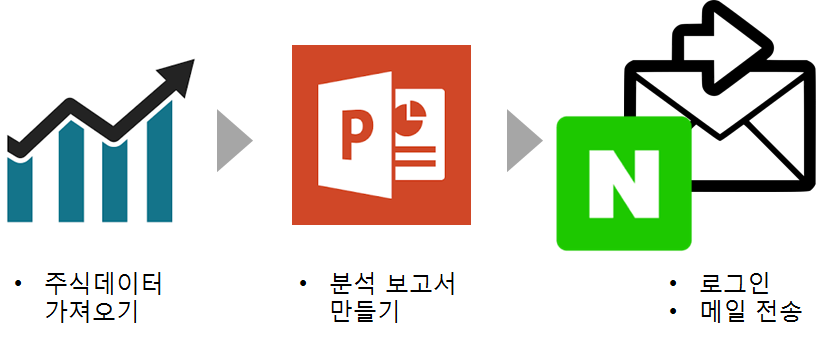 P
N
• 주식데이터
가져오기
• 분석 보고서
만들기
• 로그인
• 메일 전송